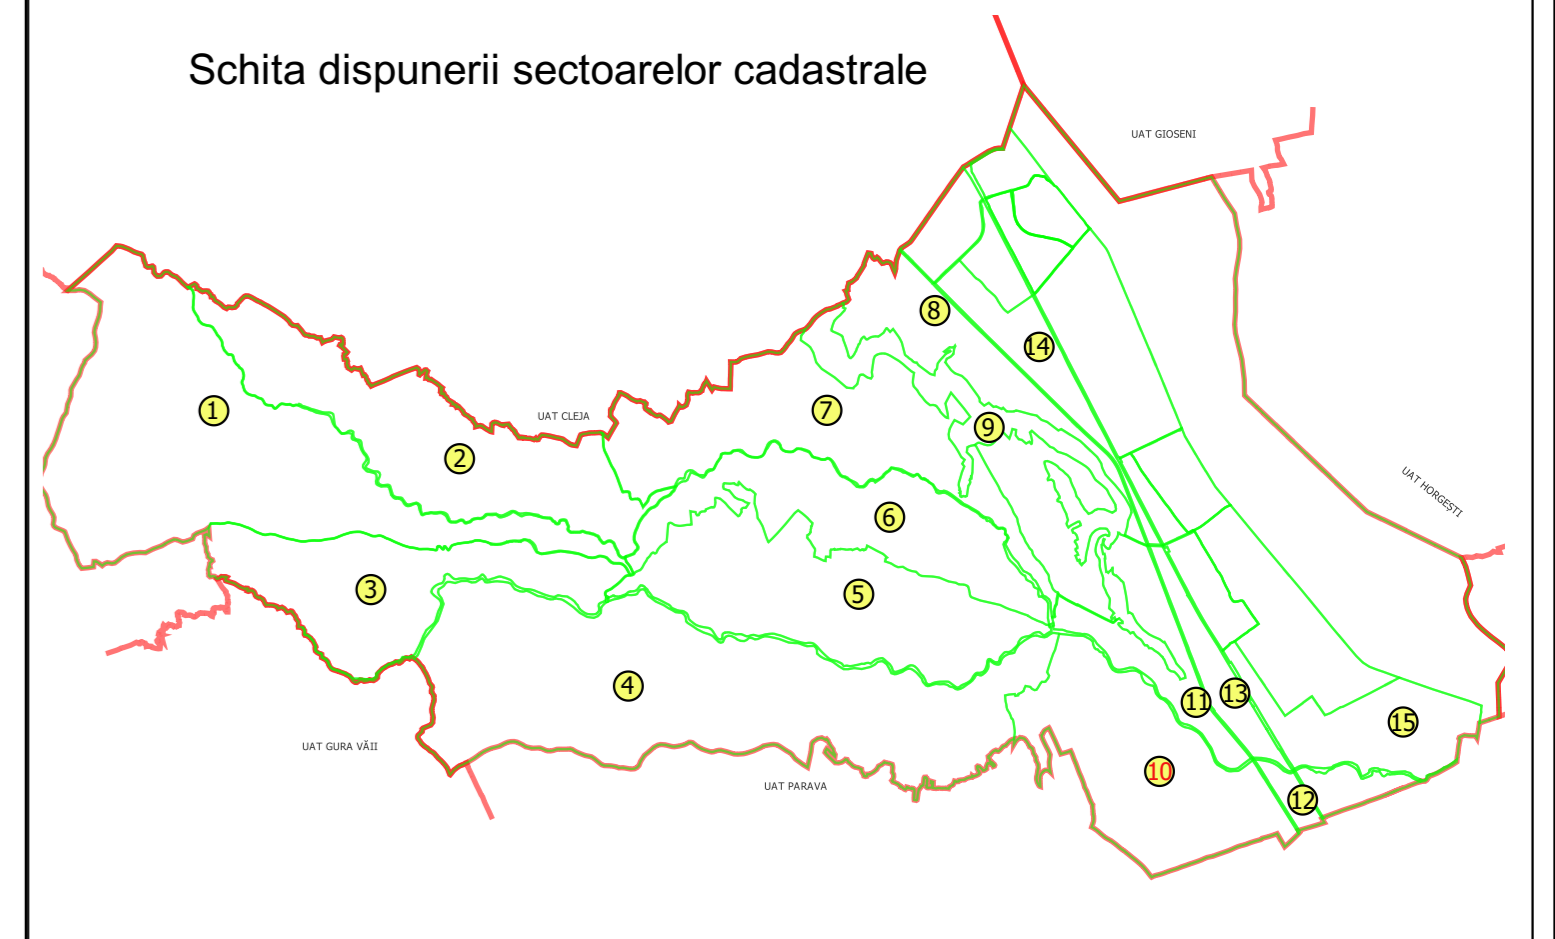 Schita dispunerii sectoarelor cadastrale
UAT GIOSENI
8
14
1
7
UAT CLEJA
9
2
UAT HORGEȘTI
6
3
5
4
13
11
15
UAT GURA VĂII
10
UAT PARAVA
12